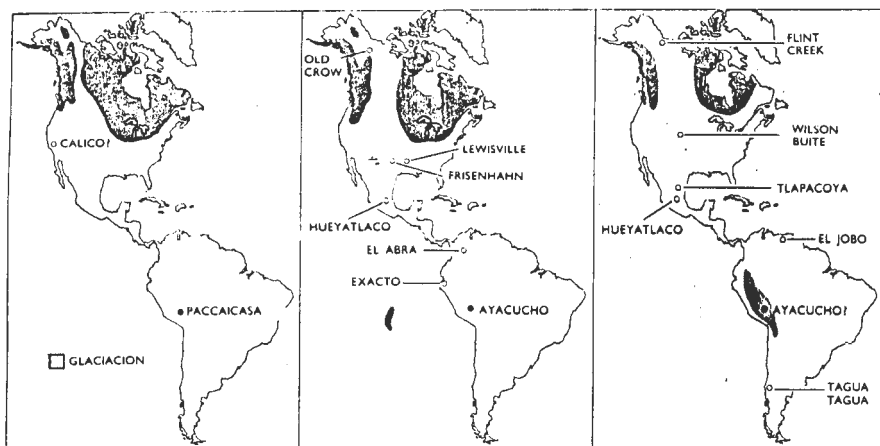 CALICO?
PACCAICASA
GLACIACION
OLD
CROW
LEWISVILLE
FRISENHAHN
HUEYATLACO
EL ABRA
EXACTO
AYACUCHO
FLINT
CREEK
WILSON
BUITE
TLAPACOYA
HUEYATLACO
EL JOBO
AYACUCHO?
TAGUA
TAGUA